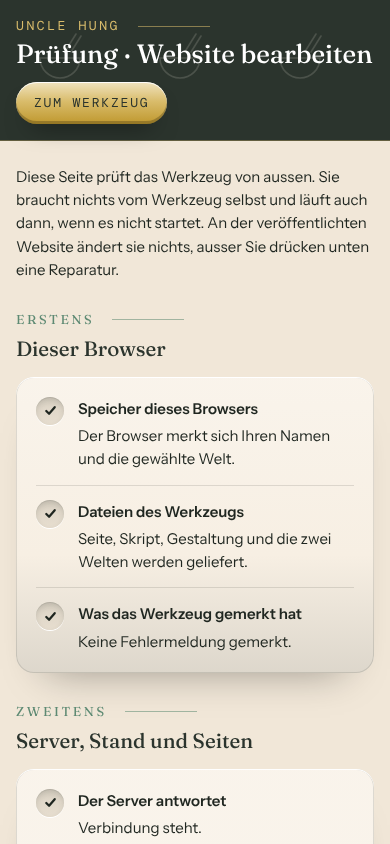 UNCLE HUNG
Prüfung · Website bearbeiten
ZUM WERKZEUG
Diese Seite prüft das Werkzeug von aussen. Sie
braucht nichts vom Werkzeug selbst und läuft auch
dann, wenn es nicht startet. An der veröffentlichten
Website ändert sie nichts, ausser Sie drücken unten
eine Reparatur.
ERSTENS
Dieser Browser
Speicher dieses Browsers
Der Browser merkt sich Ihren Namen
und die gewählte Welt.
Dateien des Werkzeugs
Seite, Skript, Gestaltung und die zwei
Welten werden geliefert.
Was das Werkzeug gemerkt hat
Keine Fehlermeldung gemerkt.
ZWEITENS
Server, Stand und Seiten
Der Server antwortet
Verbindung steht.